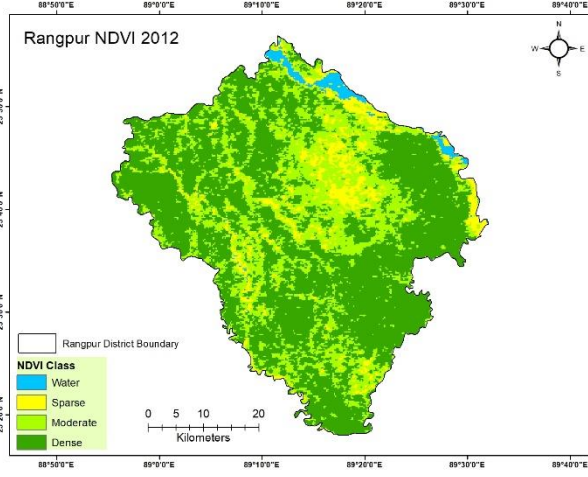 88°50'0"E 89°0'0"E 89°10'0"E 89°20'0"E 89°30'0"E 89°40'0"E
Rangpur NDVI 2012
N
W E
S
Rangpur District Boundary
NDVI Class
Water
Sparse
Moderate
Dense
0 5 10 20
Kilometers
88°50'0"E 89°0'0"E 89°10'0"E 89°20'0"E 89°30'0"E 89°40'0"E